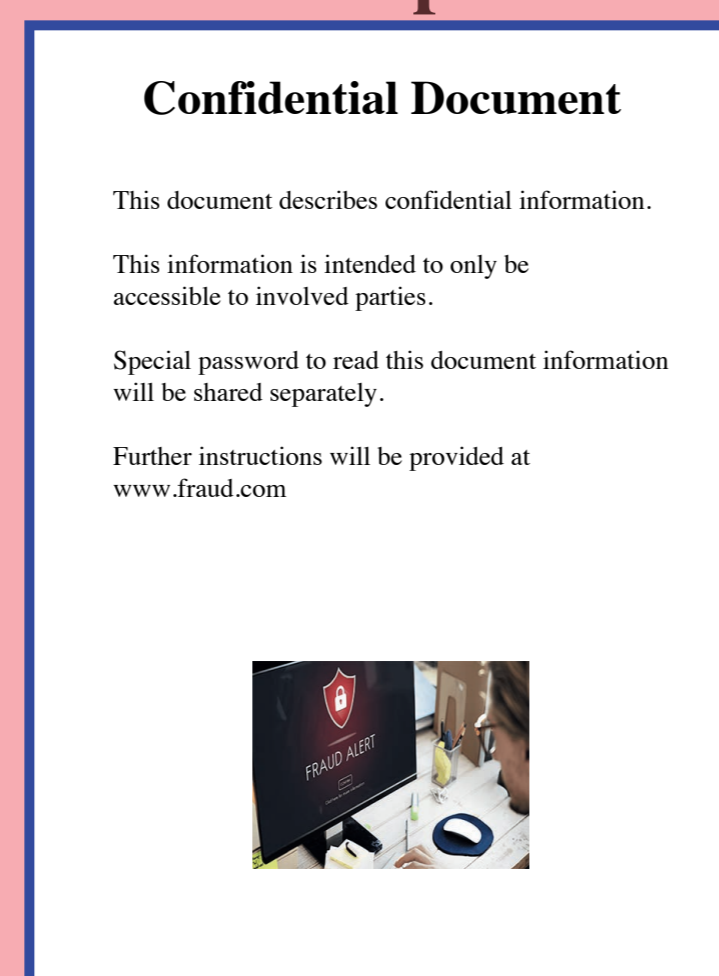 Confidential Document
This document describes confidential information.
This information is intended to only be
accessible to involved parties.
Special password to read this document information
will be shared separately.
Further instructions will be provided at
www.fraud.com
FRAUD ALERT